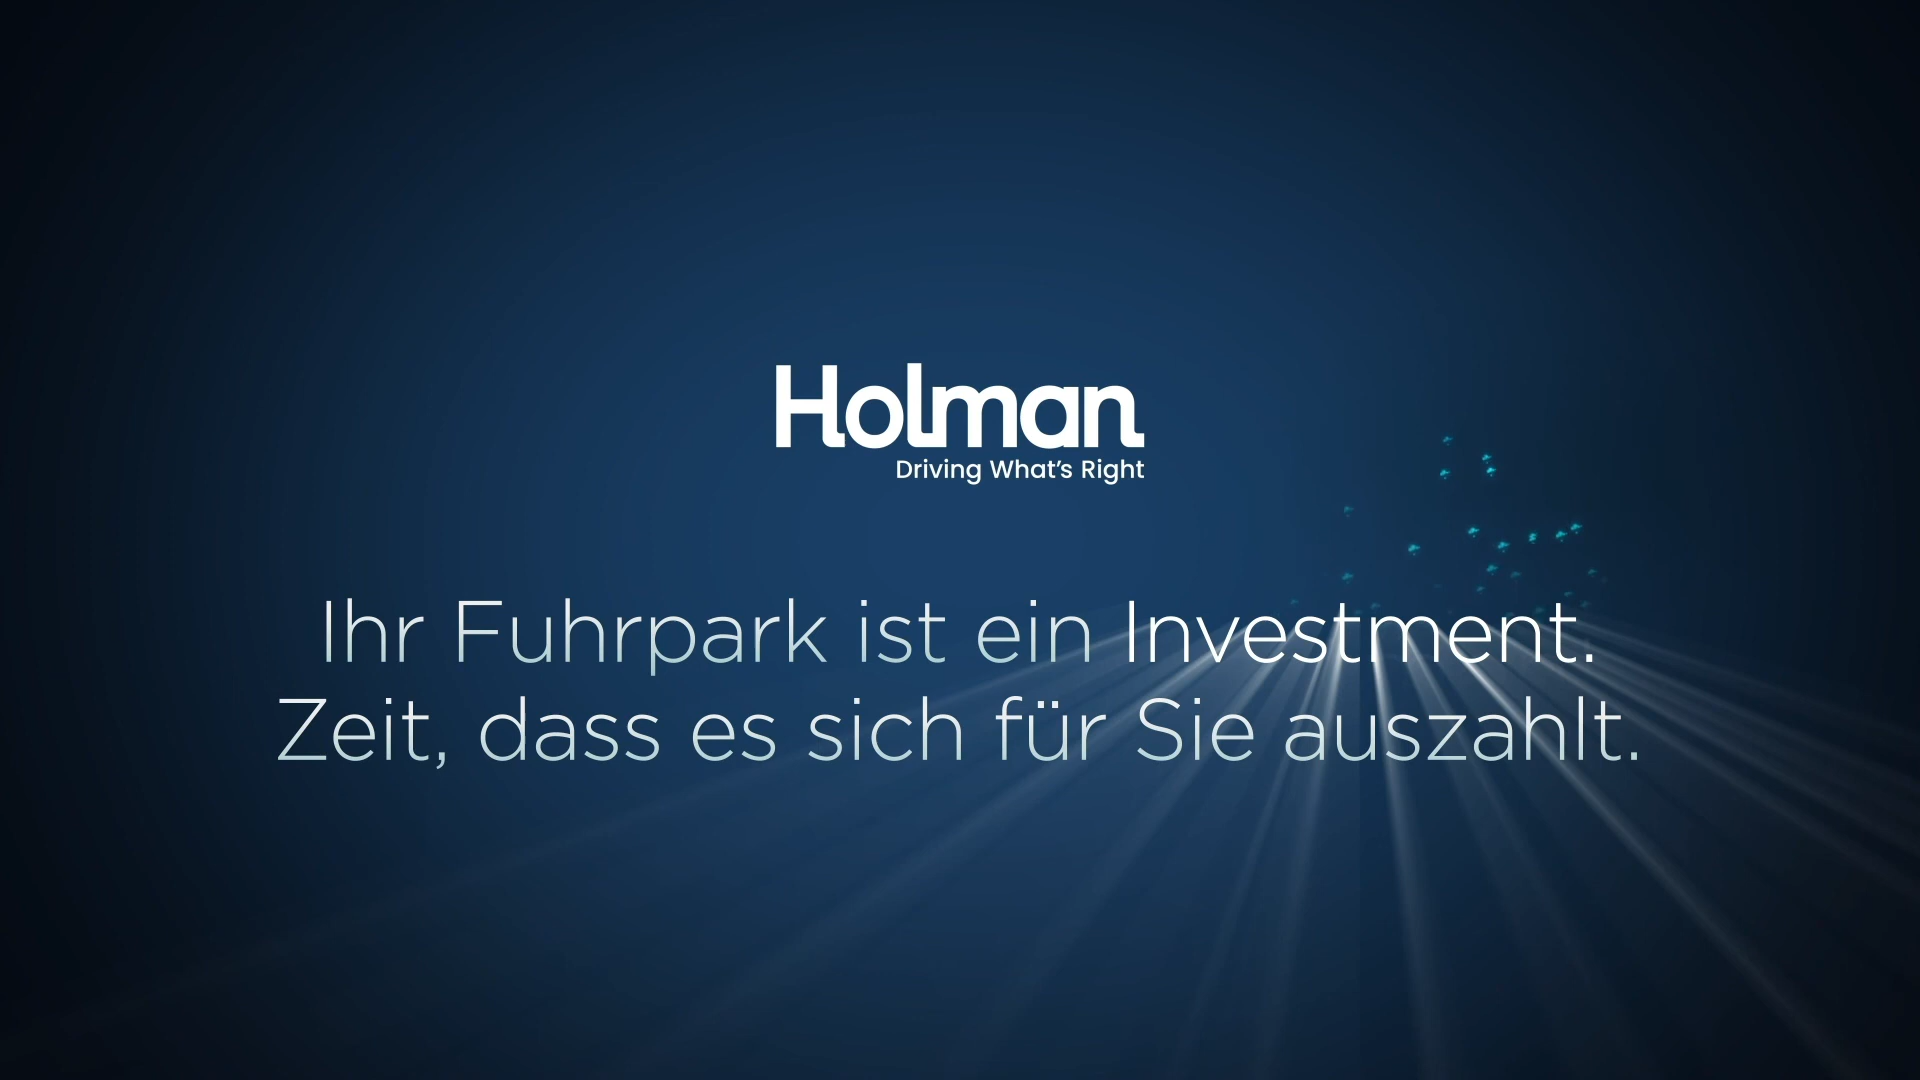 Holman
Driving What's Right
Ihr Fuhrpark ist ein Investment.
Zeit, dass es sich für Sie auszahlt.